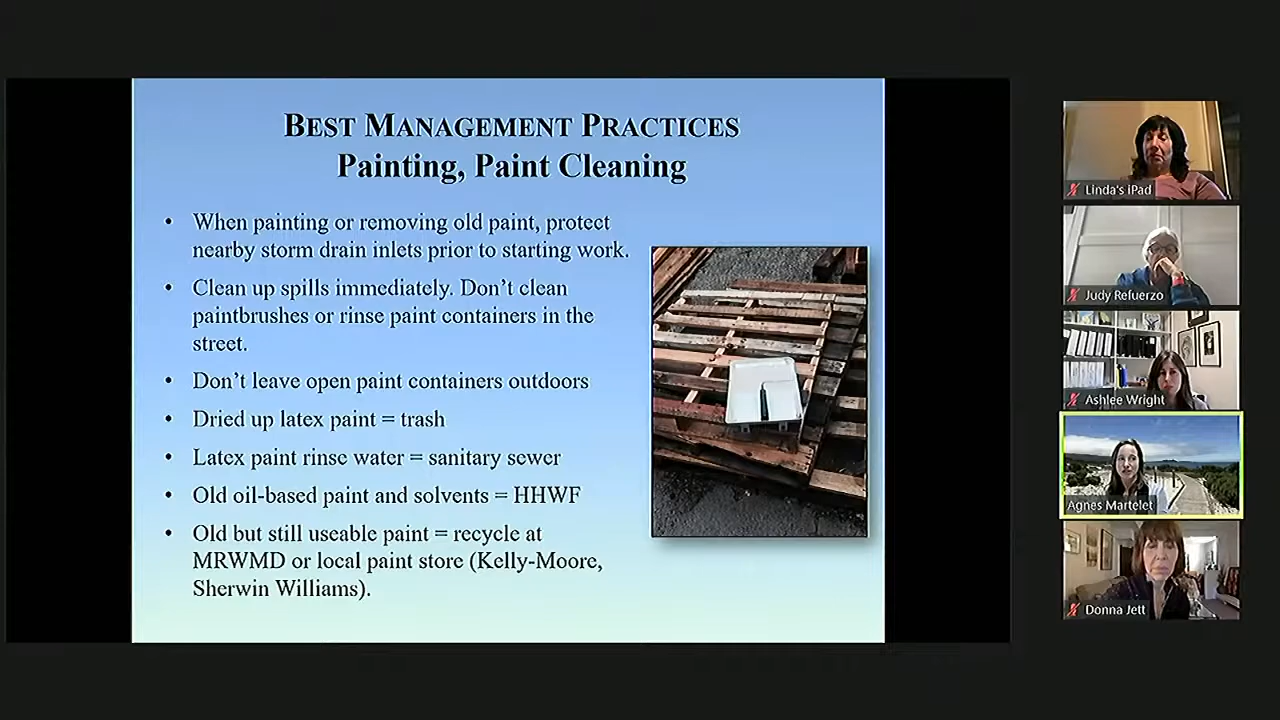 BEST MANAGEMENT PRACTICES
Painting, Paint Cleaning
• When painting or removing old paint, protect
nearby storm drain inlets prior to starting work.
• Clean up spills immediately. Don’t clean
paintbrushes or rinse paint containers in the
street.
• Don’t leave open paint containers outdoors
• Dried up latex paint = trash
• Latex paint rinse water = sanitary sewer
• Old oil-based paint and solvents = HHWF
• Old but still useable paint = recycle at
MRWMD or local paint store (Kelly-Moore,
Sherwin Williams).
Linda's iPad
Judy Refuerzo
Ashlee Wright
Agnes Martelet
Donna Jett